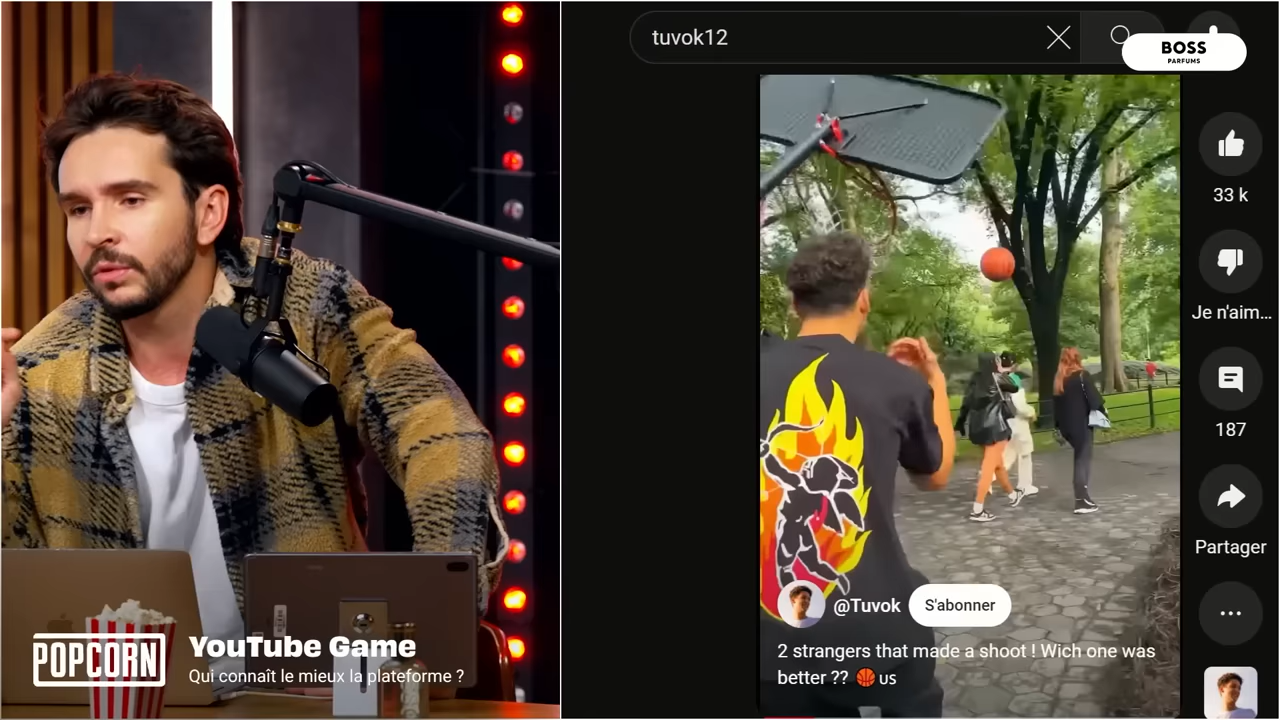 tuvok12
BOSS
PARFUMS
33 k
Je n'aim...
187
Partager
@Tuvok
S'abonner
2 strangers that made a shoot ! Wich one was
better ?? 🏀 us
POPCORN
YouTube Game
Qui connaît le mieux la plateforme ?